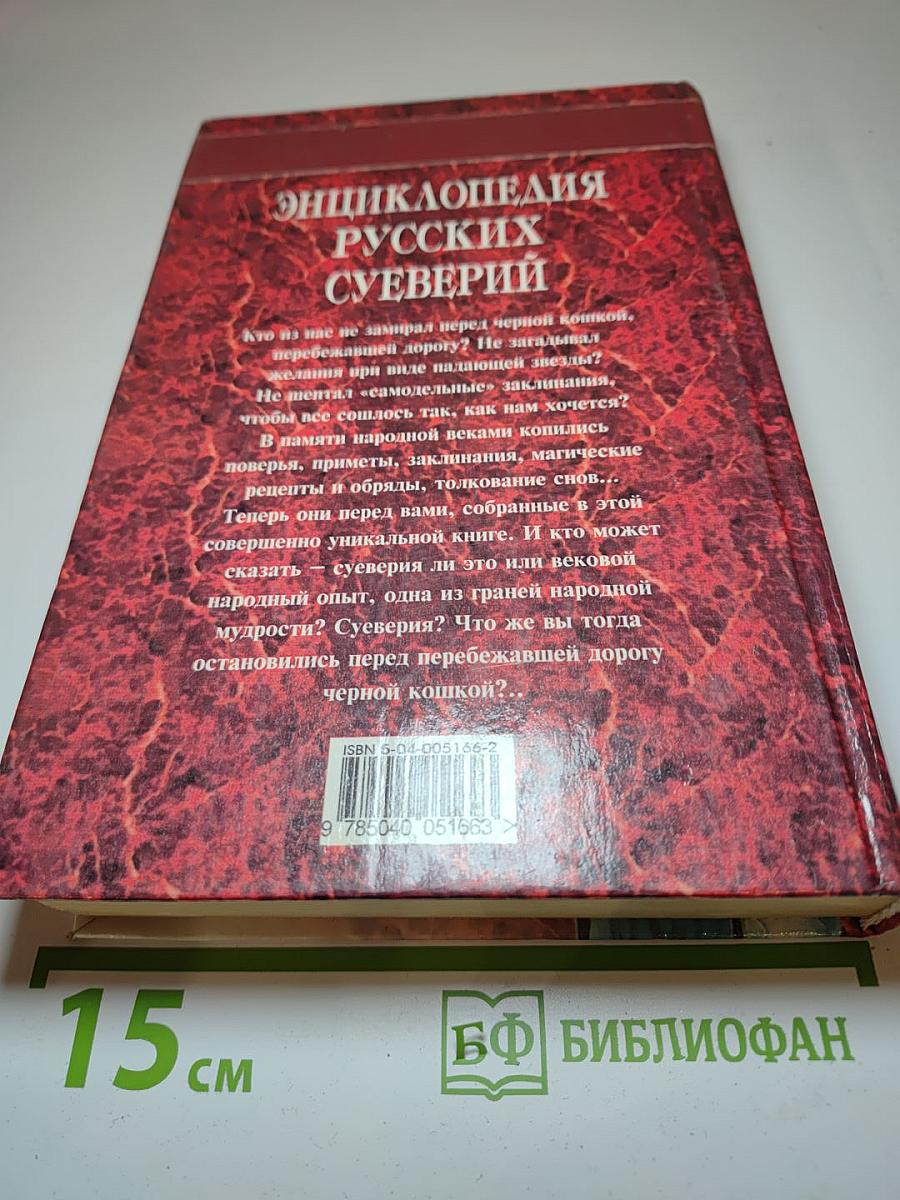 ЭНЦИКЛОПЕДИЯ
РУССКИХ
СУЕВЕРИЙ
Кто из нас не замирал перед черной кошкой,
перебежавшей дорогу? Не загадывал
желания при виде падающей звезды?
Не шептал «самодельные» заклинания,
чтобы все сошлось так, как нам хочется?
В памяти народной веками копились
поверья, приметы, заклинания, магические
рецепты и обряды, толкование снов...
Теперь они перед вами, собранные в этой
совершенно уникальной книге. И кто может
сказать — суеверия ли это или вековой
народный опыт, одна из граней народной
мудрости? Суеверия? Что же вы тогда
остановились перед перебежавшей дорогу
черной кошкой?..
ISBN 5-04-005166-2
9 785040 051663 >
15 см
БФ БИБЛИОФАН